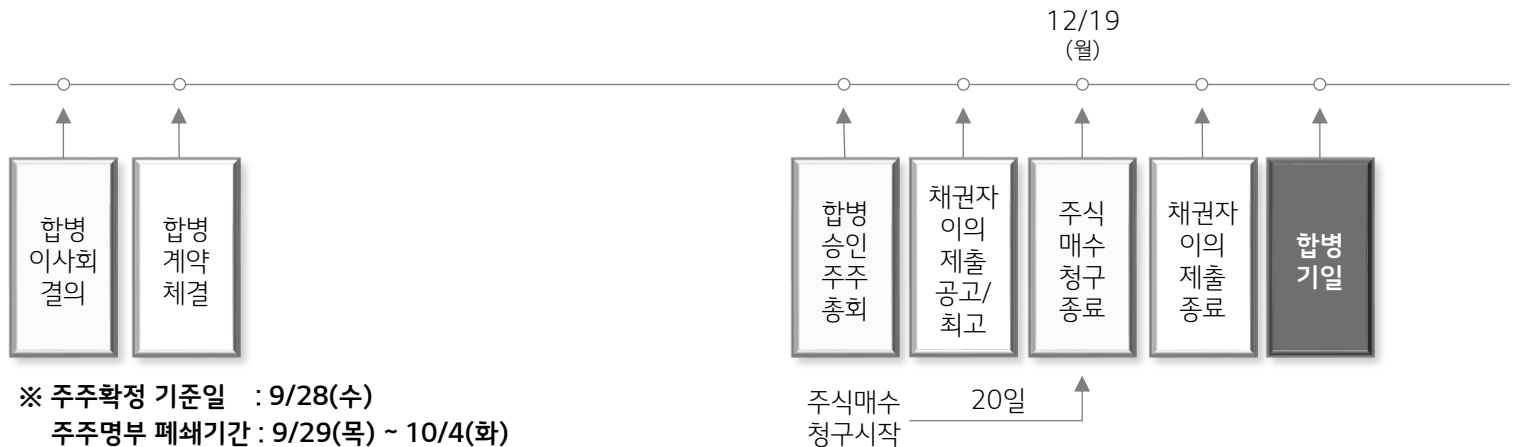 12/19
(월)
합병
이사회
결의
합병
계약
체결
합병
승인
주주
총회
채권자
이의
제출
공고/
최고
주식
매수
청구
종료
채권자
이의
제출
종료
합병
기일
※ 주주확정 기준일 : 9/28(수)
주주명부 폐쇄기간 : 9/29(목) ~ 10/4(화)
주식매수
청구시작
20일